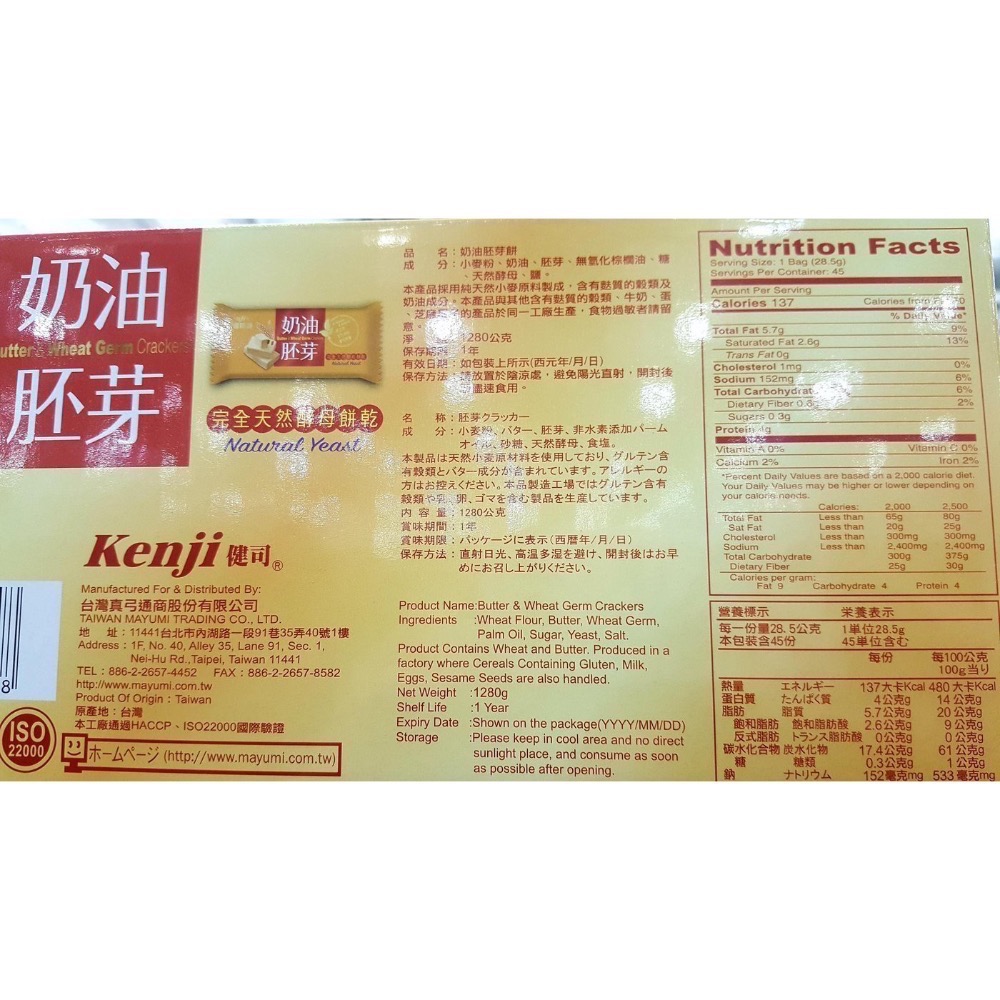 奶油
utter & Wheat Germ Crackers
胚芽
奶油
胚芽
完全天然酵母餅乾
Natural Yeast
Kenji 健司®
Manufactured For & Distributed By:
台灣真弓通商股份有限公司
TAIWAN MAYUMI TRADING CO., LTD.
地　址：11441台北市內湖路一段91巷35弄40號1樓
Address：1F, No. 40, Alley 35, Lane 91, Sec. 1,
Nei-Hu Rd.,Taipei, Taiwan 11441
TEL：886-2-2657-4452　FAX：886-2-2657-8582
http://www.mayumi.com.tw
Product Of Origin：Taiwan
原產地：台灣
本工廠通過HACCP、ISO22000國際驗證
8
ISO
22000
ホームページ (http://www.mayumi.com.tw)
品　名：奶油胚芽餅
成　分：小麥粉、奶油、胚芽、無氫化棕櫚油、糖
、天然酵母、鹽。
本產品採用純天然小麥原料製成，含有麩質的穀類及
奶油成分。本產品與其他含有麩質的穀類、牛奶、蛋
、芝麻 的產品於同一工廠生產，食物過敏者請留
意。
淨 1280公克
保存期限：1年
有效日期：如包裝上所示(西元年/月/日)
保存方法：請放置於陰涼處，避免陽光直射，開封後
請盡速食用。
名　稱：胚芽クラッカー
成　分：小麦粉、バター、胚芽、非水素添加パーム
オイル、砂糖、天然酵母、食塩。
本製品は天然小麦原材料を使用しており、グルテン含
有穀類とバター成分が含まれています。アレルギーの
方はお控えください。本品製造工場ではグルテン含有
穀類や乳、卵、ゴマを含む製品を生産しています。
内 容 量：1280公克
賞味期間：1年
賞味期限：パッケージに表示(西暦年/月/日)
保存方法：直射日光、高温多湿を避け、開封後はお早
めにお召し上がりください。
Product Name:Butter & Wheat Germ Crackers
Ingredients :Wheat Flour, Butter, Wheat Germ,
Palm Oil, Sugar, Yeast, Salt.
Product Contains Wheat and Butter. Produced in a
factory where Cereals Containing Gluten, Milk,
Eggs, Sesame Seeds are also handled.
Net Weight :1280g
Shelf Life :1 Year
Expiry Date :Shown on the package(YYYY/MM/DD)
Storage :Please keep in cool area and no direct
sunlight place, and consume as soon
as possible after opening.
Nutrition Facts
Serving Size: 1 Bag (28.5g)
Servings Per Container: 45
Amount Per Serving
Calories 137 Calories from
% Daily Value*
Total Fat 5.7g 9%
Saturated Fat 2.6g 13%
Trans Fat 0g
Cholesterol 1mg 0%
Sodium 152mg 6%
Total Carbohydrate 6%
Dietary Fiber 0.6g 2%
Sugars 0.3g
Protein 4g
Vitamin A 0% Vitamin C 0%
Calcium 2% Iron 2%
*Percent Daily Values are based on a 2,000 calorie diet.
Your Daily Values may be higher or lower depending on
your calorie needs.
Calories: 2,000 2,500
Total Fat Less than 65g 80g
Sat Fat Less than 20g 25g
Cholesterol Less than 300mg 300mg
Sodium Less than 2,400mg 2,400mg
Total Carbohydrate 300g 375g
Dietary Fiber 25g 30g
Calories per gram:
Fat 9 Carbohydrate 4 Protein 4
營養標示　栄養表示
每一份量28.5公克　1単位28.5g
本包裝含45份　45単位含む
每份　每100公克
100g当り
熱量　エネルギー　137大卡Kcal 480大卡Kcal
蛋白質　たんぱく質　4公克g 14公克g
脂肪　脂質　5.7公克g 20公克g
飽和脂肪　飽和脂肪酸　2.6公克g 9公克g
反式脂肪　トランス脂肪酸　0公克g 0公克g
碳水化合物 炭水化物　17.4公克g 61公克g
糖　糖類　0.3公克g 1公克g
鈉　ナトリウム　152毫克mg 533毫克mg